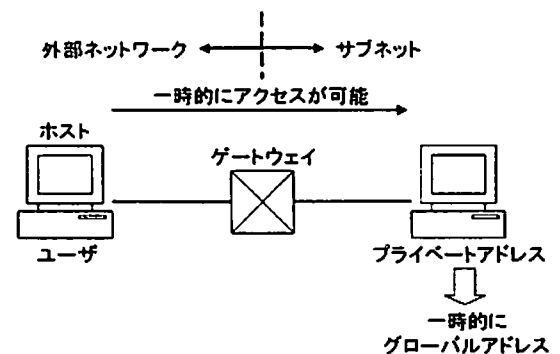 外部ネットワーク
サブネット
一時的にアクセスが可能
ホスト
ゲートウェイ
ユーザ
プライベートアドレス
一時的に
グローバルアドレス